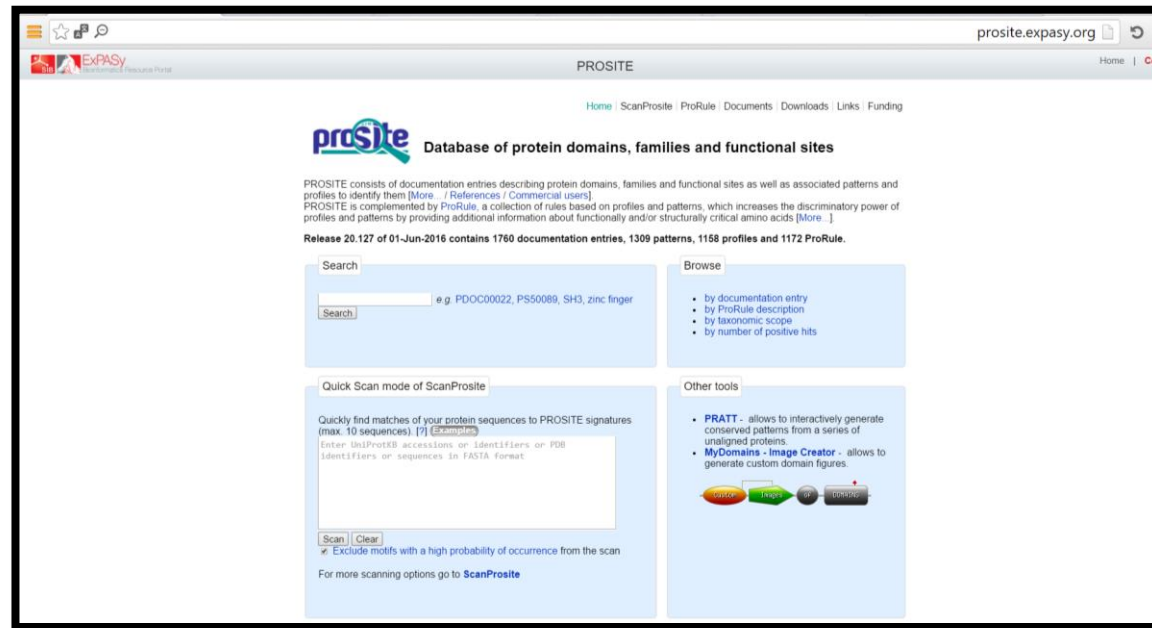 prosite.expasy.org
SIB
ExPASy
Bioinformatics Resource Portal
PROSITE
Home | C
Home | ScanProsite | ProRule | Documents | Downloads | Links | Funding
prosite
Database of protein domains, families and functional sites
PROSITE consists of documentation entries describing protein domains, families and functional sites as well as associated patterns and
profiles to identify them [More... / References / Commercial users].
PROSITE is complemented by ProRule, a collection of rules based on profiles and patterns, which increases the discriminatory power of
profiles and patterns by providing additional information about functionally and/or structurally critical amino acids [More...].
Release 20.127 of 01-Jun-2016 contains 1760 documentation entries, 1309 patterns, 1158 profiles and 1172 ProRule.
Search
e.g. PDOC00022, PS50089, SH3, zinc finger
Search
Browse
by documentation entry
by ProRule description
by taxonomic scope
by number of positive hits
Quick Scan mode of ScanProsite
Quickly find matches of your protein sequences to PROSITE signatures
(max. 10 sequences). [?] Examples
Enter UniProtKB accessions or identifiers or PDB
identifiers or sequences in FASTA format
Scan Clear
Exclude motifs with a high probability of occurrence from the scan
For more scanning options go to ScanProsite
Other tools
PRATT - allows to interactively generate
conserved patterns from a series of
unaligned proteins.
MyDomains - Image Creator - allows to
generate custom domain figures.
Custom Images OF DOMAINS